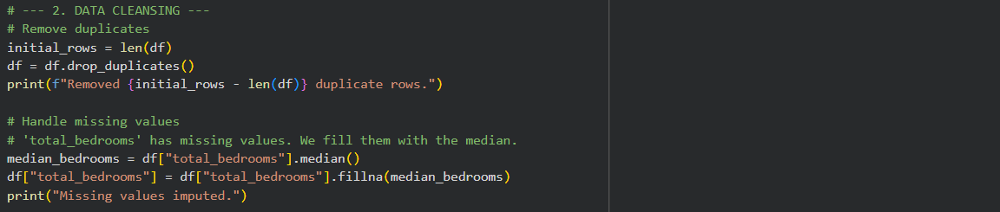 # --- 2. DATA CLEANSING ---
# Remove duplicates
initial_rows = len(df)
df = df.drop_duplicates()
print(f"Removed {initial_rows - len(df)} duplicate rows.")
# Handle missing values
# 'total_bedrooms' has missing values. We fill them with the median.
median_bedrooms = df["total_bedrooms"].median()
df["total_bedrooms"] = df["total_bedrooms"].fillna(median_bedrooms)
print("Missing values imputed.")